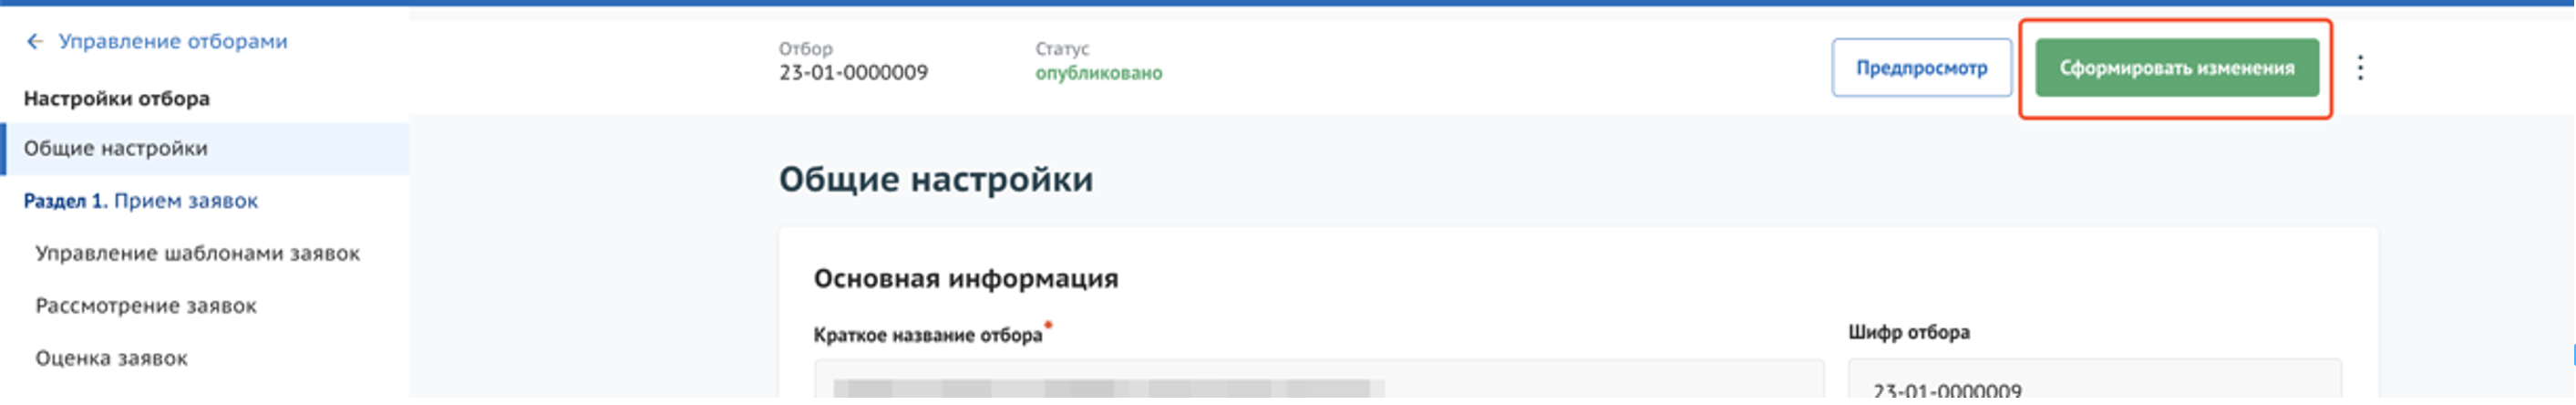 ← Управление отборами
Настройки отбора
Общие настройки
Раздел 1. Прием заявок
Управление шаблонами заявок
Рассмотрение заявок
Оценка заявок
Отбор
23-01-0000009
Статус
опубликовано
Предпросмотр
Сформировать изменения
Общие настройки
Основная информация
Краткое название отбора*
Шифр отбора
23-01-0000009